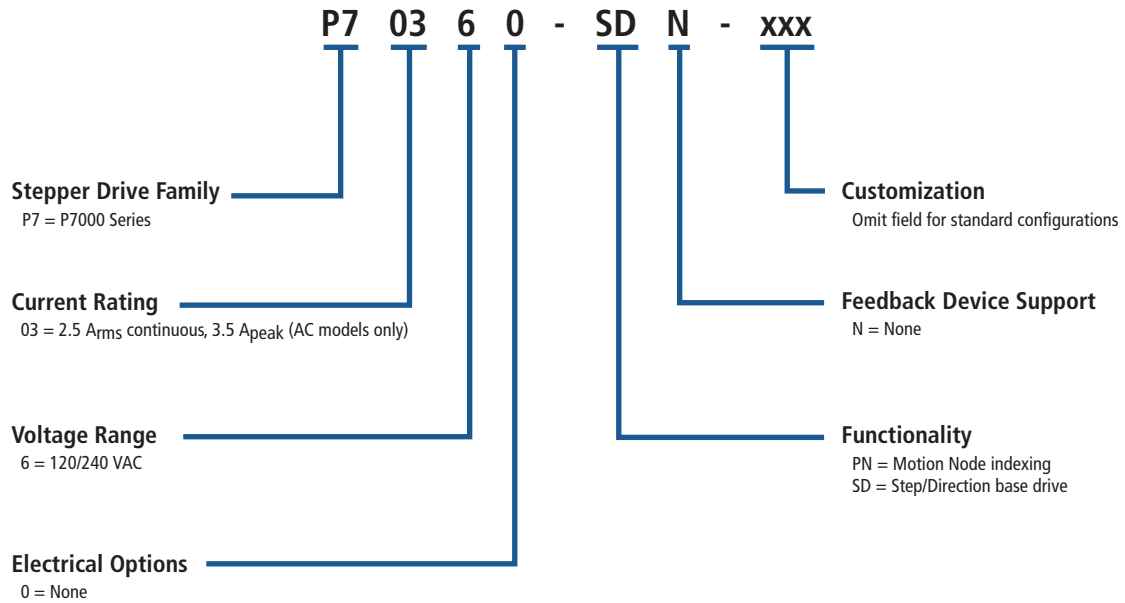 P7 03 6 0 - SD N - xxx
Stepper Drive Family
P7 = P7000 Series
Current Rating
03 = 2.5 Arms continuous, 3.5 Apeak (AC models only)
Voltage Range
6 = 120/240 VAC
Electrical Options
0 = None
Customization
Omit field for standard configurations
Feedback Device Support
N = None
Functionality
PN = Motion Node indexing
SD = Step/Direction base drive